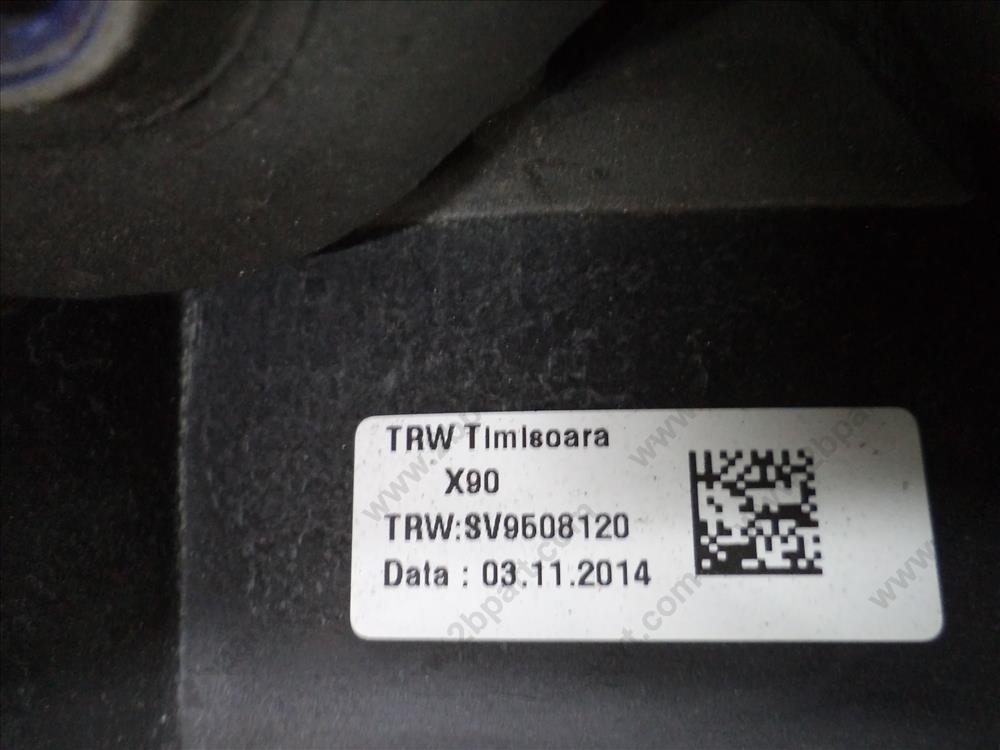 TRW Timisoara
X90
TRW:SV9508120
Data : 03.11.2014